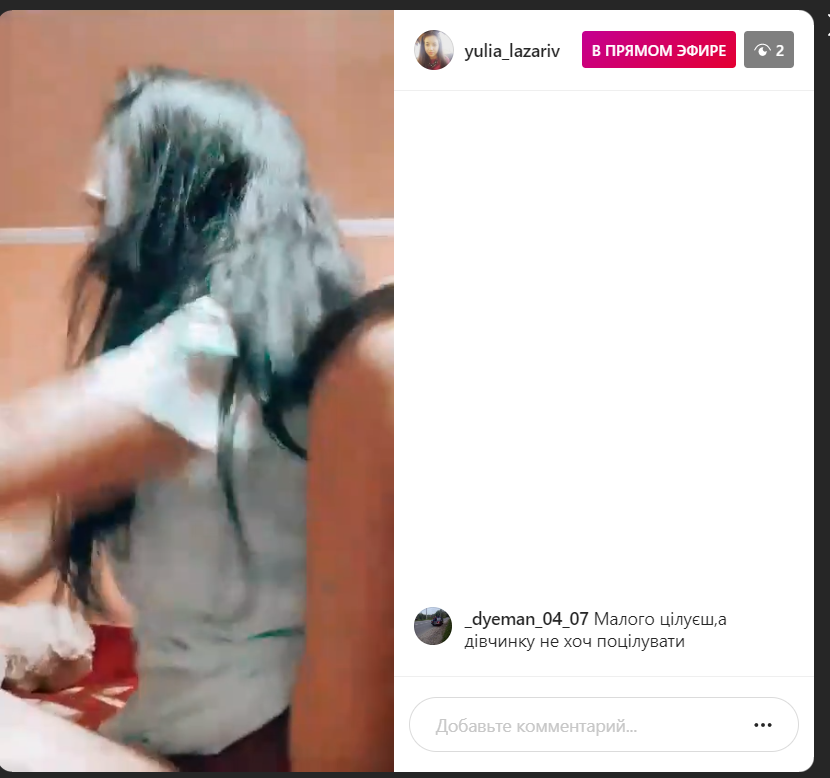 yulia_lazariv
В ПРЯМОМ ЭФИРЕ
2
_dyeman_04_07 Малого цілуєш,а
дівчинку не хоч поцілувати
Добавьте комментарий...